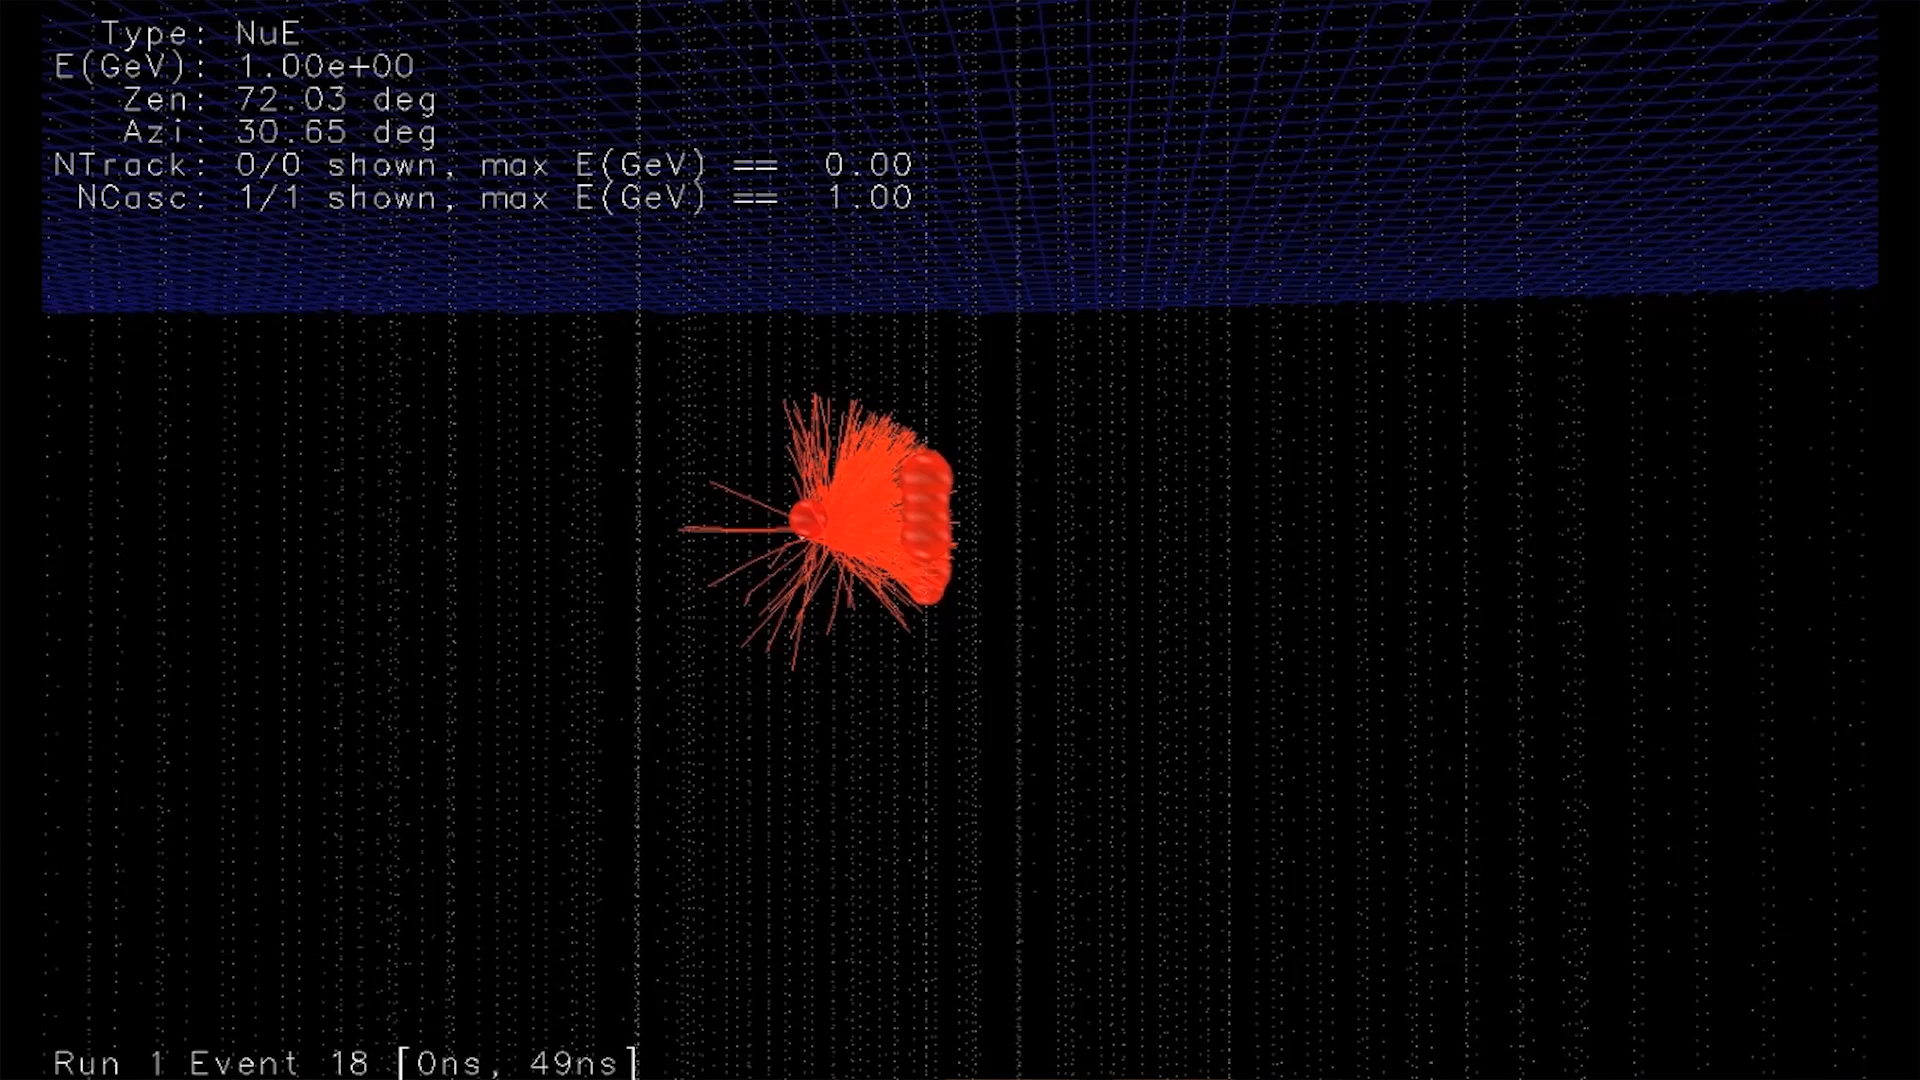 Type: NuE
E(GeV): 1.00e+00
Zen: 72.03 deg
Azi: 30.65 deg
NTrack: 0/0 shown, max E(GeV) == 0.00
NCasc: 1/1 shown, max E(GeV) == 1.00
Run 1 Event 18 [0ns, 49ns]